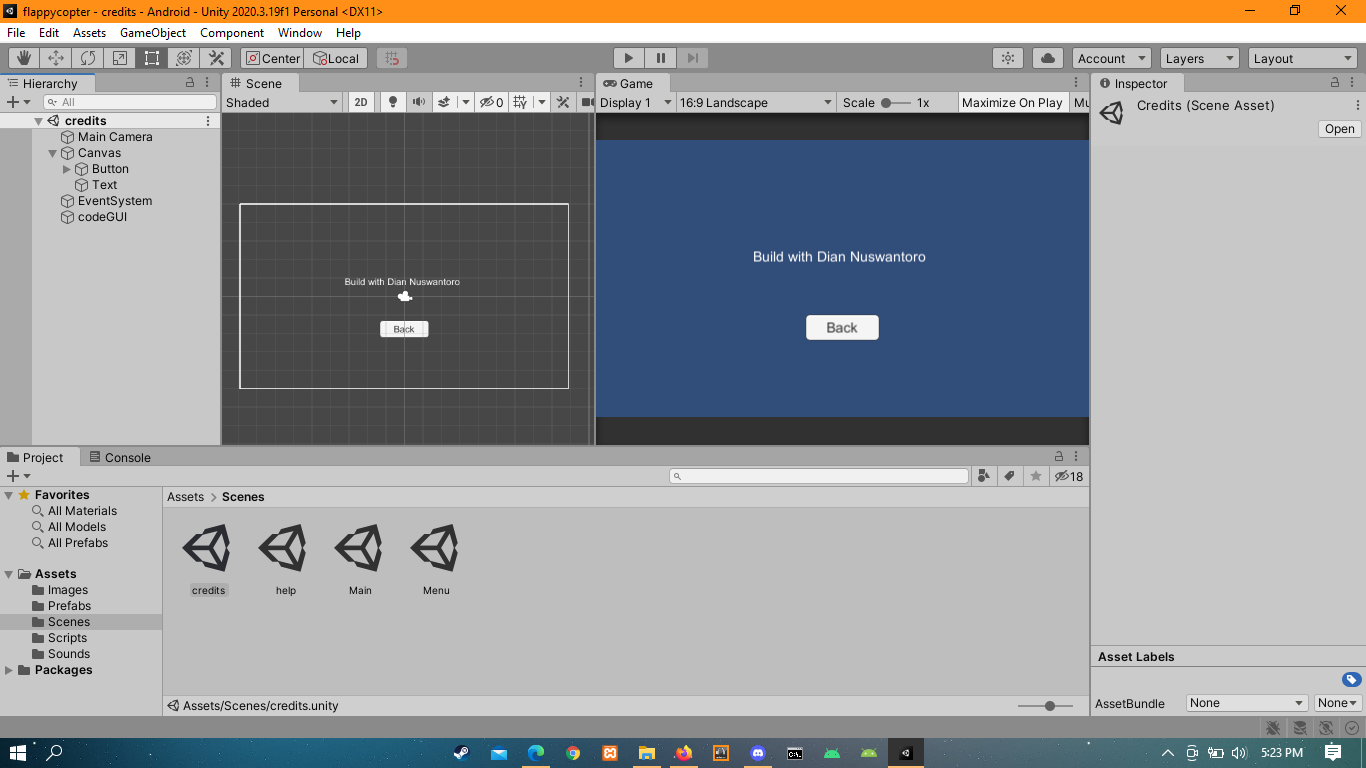 flappycopter - credits - Android - Unity 2020.3.19f1 Personal <DX11>
File Edit Assets GameObject Component Window Help
Center Local Account Layers Layout
Hierarchy
All
credits
Main Camera
Canvas
Button
Text
EventSystem
codeGUI
Scene
Shaded 2D 0
Build with Dian Nuswantoro
Back
Game
Display 1 16:9 Landscape Scale 1x Maximize On Play Mu
Build with Dian Nuswantoro
Back
Inspector
Credits (Scene Asset)
Open
Project Console
18
Favorites
All Materials
All Models
All Prefabs
Assets
Images
Prefabs
Scenes
Scripts
Sounds
Packages
Assets > Scenes
credits help Main Menu
Assets/Scenes/credits.unity
Asset Labels
AssetBundle None None
5:23 PM